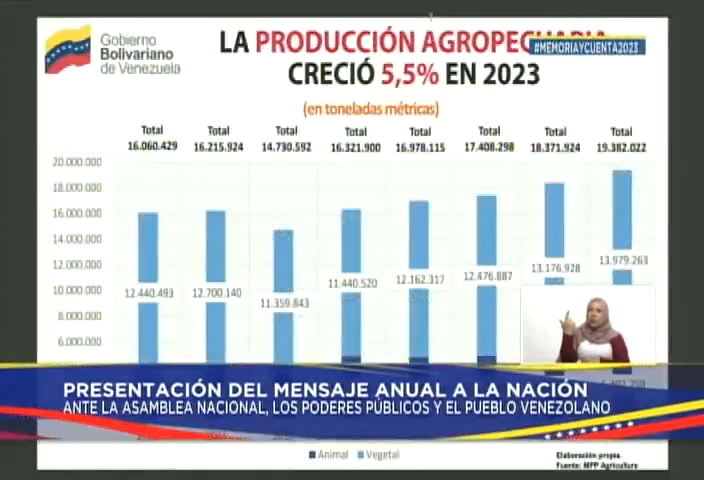 Gobierno
Bolivariano
de Venezuela
LA PRODUCCIÓN AGROPECUARIA
#MEMORIAYCUENTA2023
CRECIÓ 5,5% EN 2023
(en toneladas métricas)
Total Total Total Total Total Total Total Total
16.060.429 16.215.924 14.730.592 16.321.900 16.978.115 17.408.298 18.371.924 19.382.022
20.000.000
18.000.000
16.000.000
14.000.000
12.000.000
10.000.000
6.000.000
12.440.493 12.700.140 11.359.843 11.440.520 12.162.317 12.476.887 13.176.928 13.979.263
PRESENTACIÓN DEL MENSAJE ANUAL A LA NACIÓN
ANTE LA ASAMBLEA NACIONAL, LOS PODERES PÚBLICOS Y EL PUEBLO VENEZOLANO
Animal Vegetal
Elaboración propia.
Fuente: MPP Agricultura